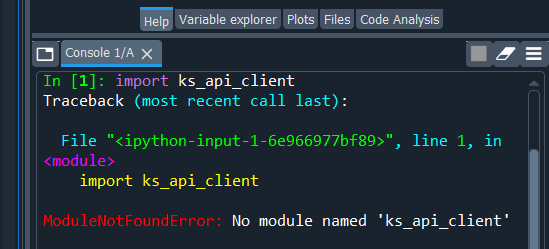 Help Variable explorer Plots Files Code Analysis
Console 1/A
In [1]: import ks_api_client
Traceback (most recent call last):
File "<ipython-input-1-6e966977bf89>", line 1, in
<module>
import ks_api_client
ModuleNotFoundError: No module named 'ks_api_client'